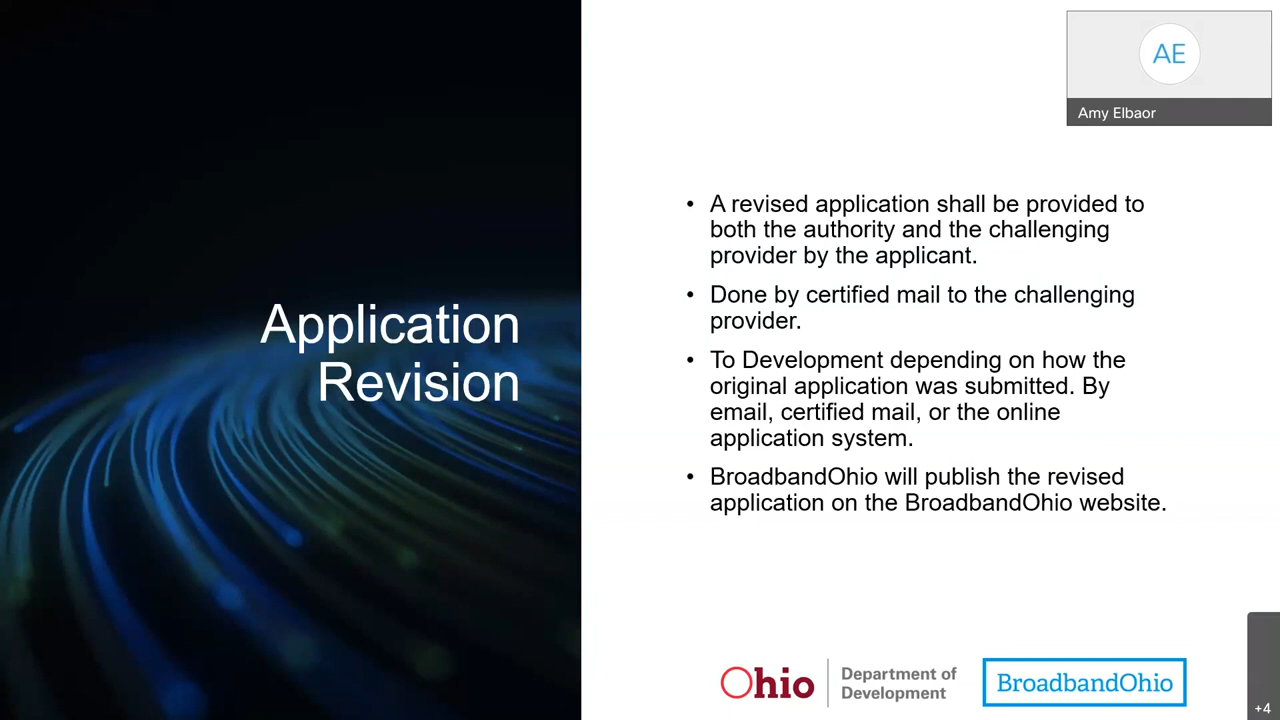 Application
Revision
AE
Amy Elbaor
• A revised application shall be provided to
both the authority and the challenging
provider by the applicant.
• Done by certified mail to the challenging
provider.
• To Development depending on how the
original application was submitted. By
email, certified mail, or the online
application system.
• BroadbandOhio will publish the revised
application on the BroadbandOhio website.
Ohio
Department of
Development
BroadbandOhio
+4